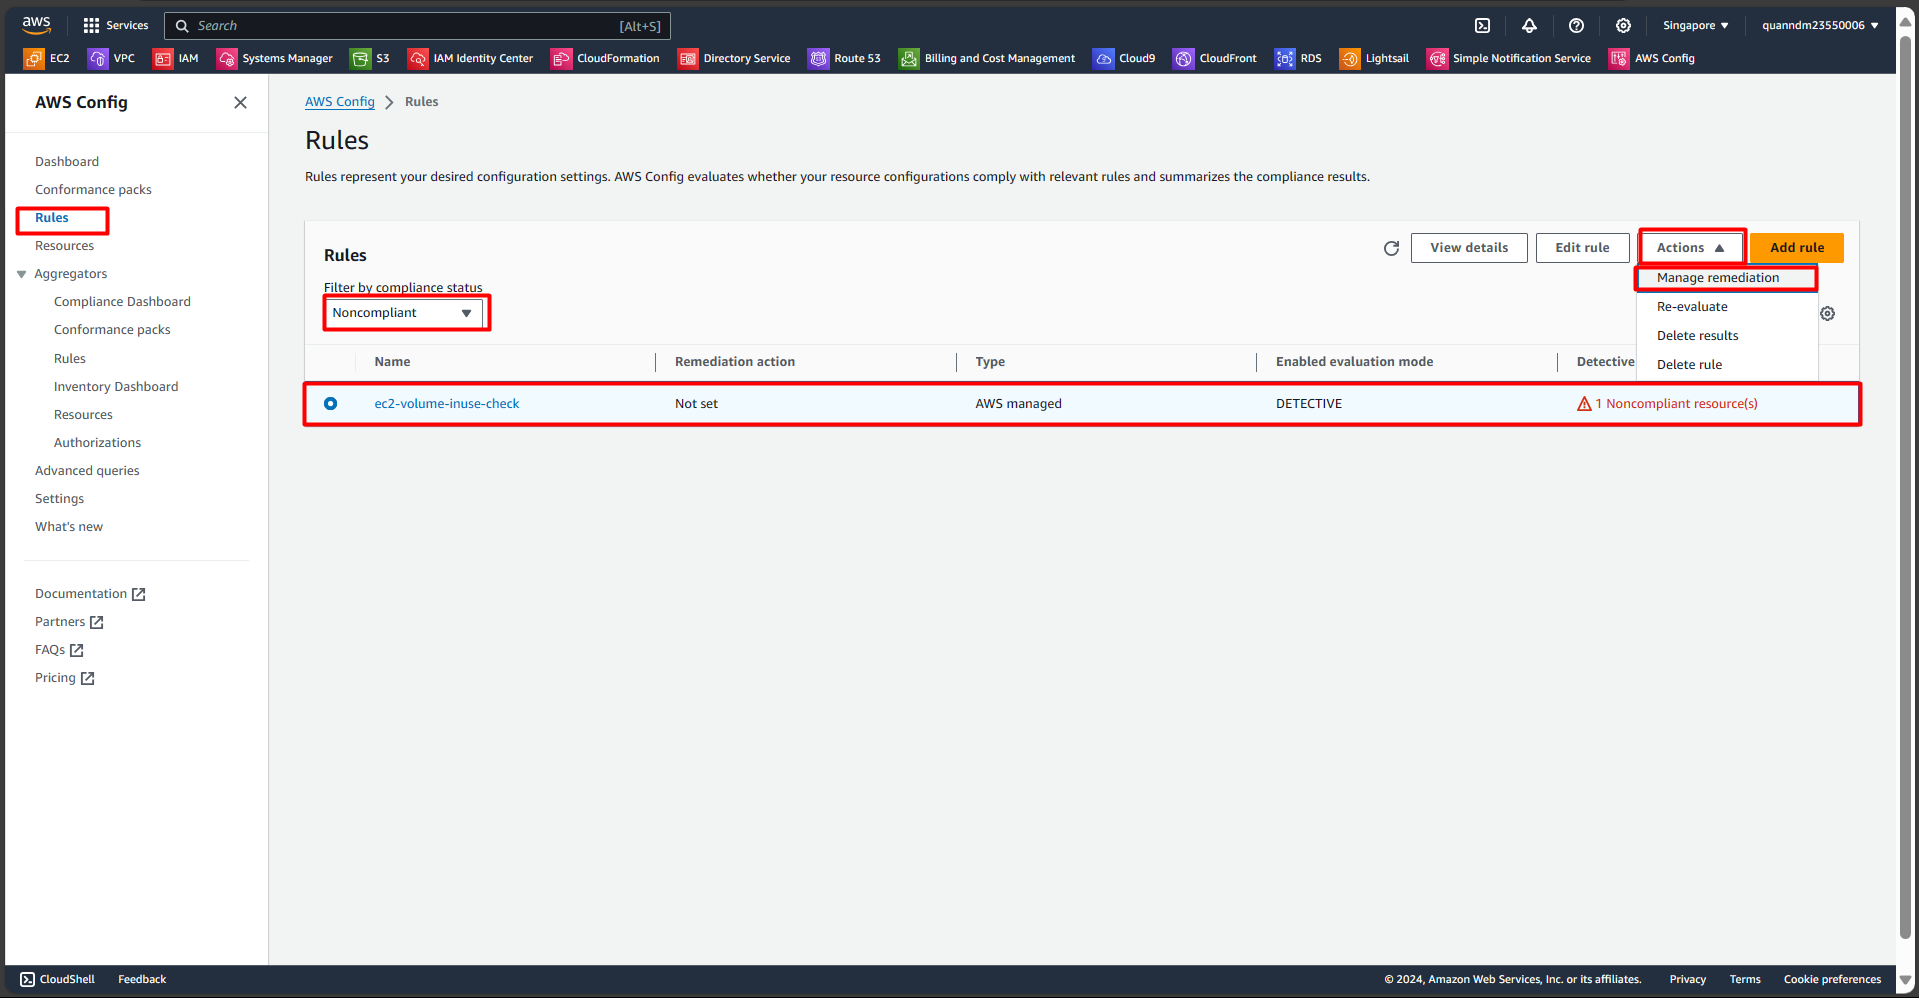 aws
Services
Search
[Alt+S]
Singapore
quanndm23550006
EC2
VPC
IAM
Systems Manager
S3
IAM Identity Center
CloudFormation
Directory Service
Route 53
Billing and Cost Management
Cloud9
CloudFront
RDS
Lightsail
Simple Notification Service
AWS Config
AWS Config
Dashboard
Conformance packs
Rules
Resources
Aggregators
Compliance Dashboard
Conformance packs
Rules
Inventory Dashboard
Resources
Authorizations
Advanced queries
Settings
What's new
Documentation
Partners
FAQs
Pricing
AWS Config
Rules
Rules
Rules represent your desired configuration settings. AWS Config evaluates whether your resource configurations comply with relevant rules and summarizes the compliance results.
Rules
View details
Edit rule
Actions
Add rule
Manage remediation
Re-evaluate
Delete results
Delete rule
Filter by compliance status
Noncompliant
Name
Remediation action
Type
Enabled evaluation mode
Detective
ec2-volume-inuse-check
Not set
AWS managed
DETECTIVE
1 Noncompliant resource(s)
CloudShell
Feedback
© 2024, Amazon Web Services, Inc. or its affiliates.
Privacy
Terms
Cookie preferences